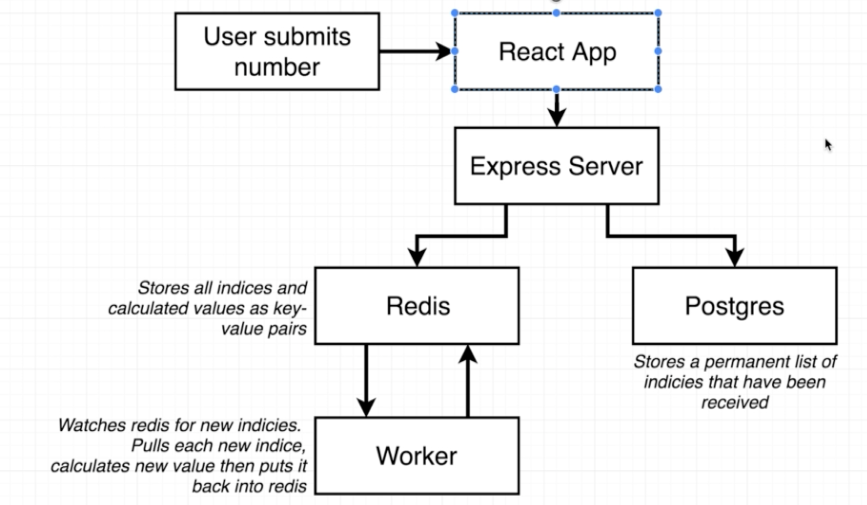 User submits
number
React App
Express Server
Stores all indices and
calculated values as key-
value pairs
Redis
Postgres
Stores a permanent list of
indicies that have been
received
Watches redis for new indicies.
Pulls each new indice,
calculates new value then puts it
back into redis
Worker